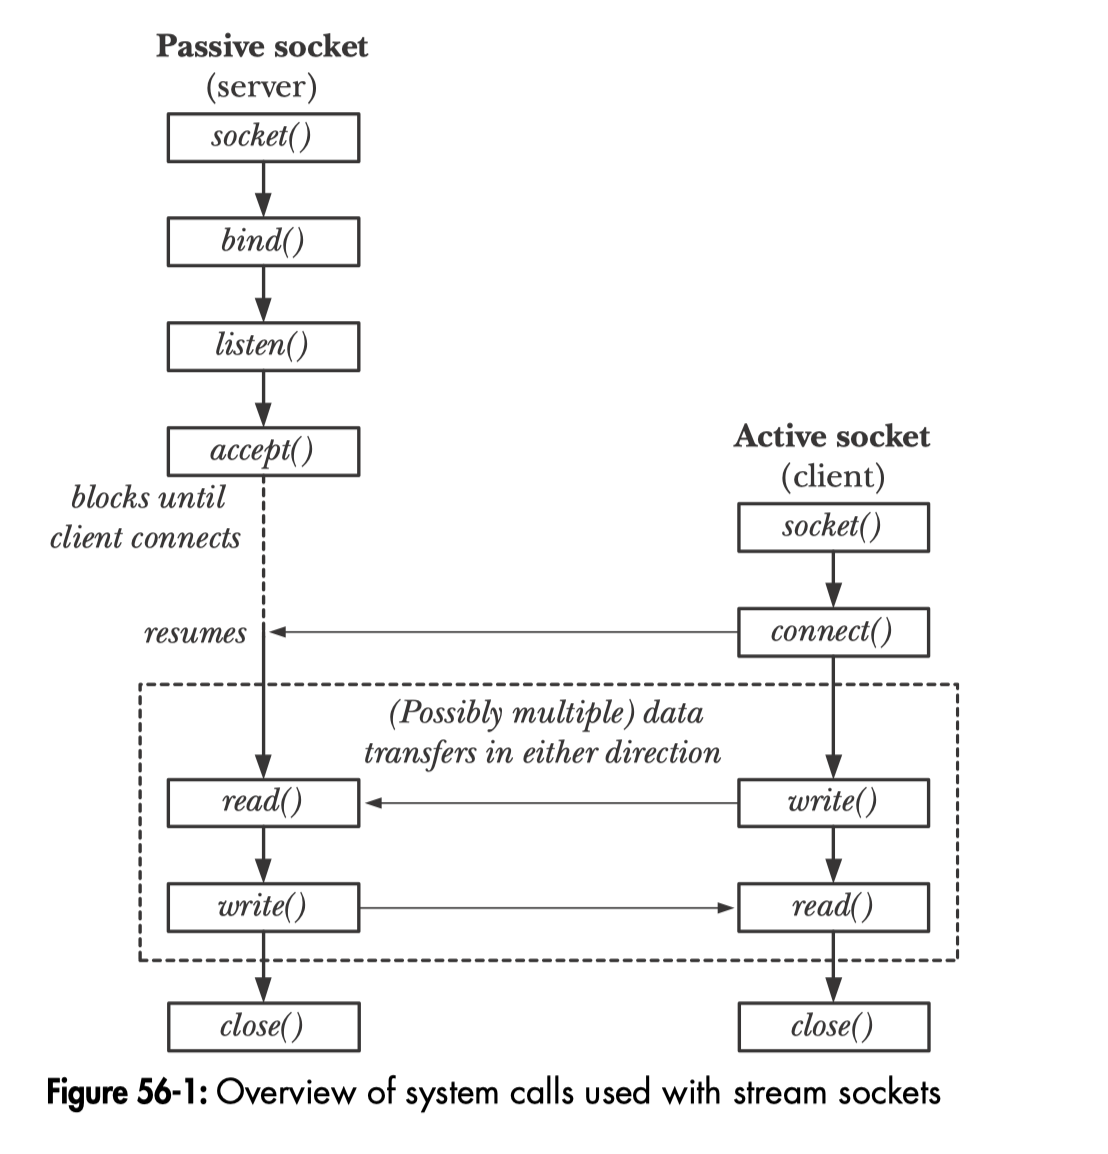 Passive socket
(server)
socket()
bind()
listen()
accept()
blocks until
client connects
resumes
Active socket
(client)
socket()
connect()
(Possibly multiple) data
transfers in either direction
read()
write()
write()
read()
close()
close()
Figure 56-1: Overview of system calls used with stream sockets